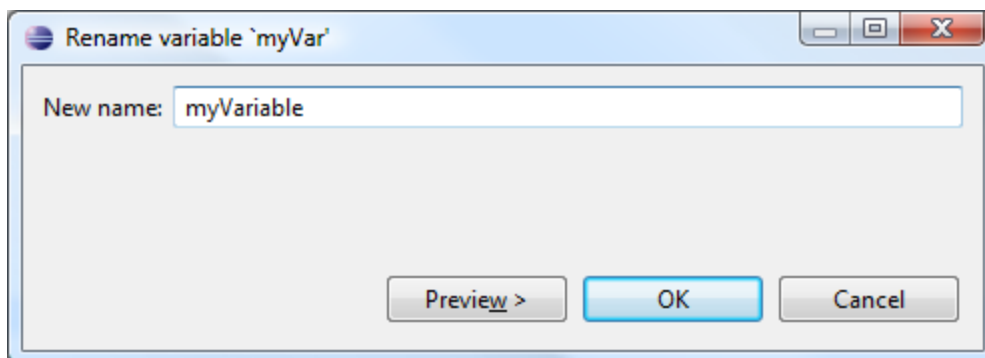 Rename variable `myVar'
New name: myVariable
Preview > OK Cancel